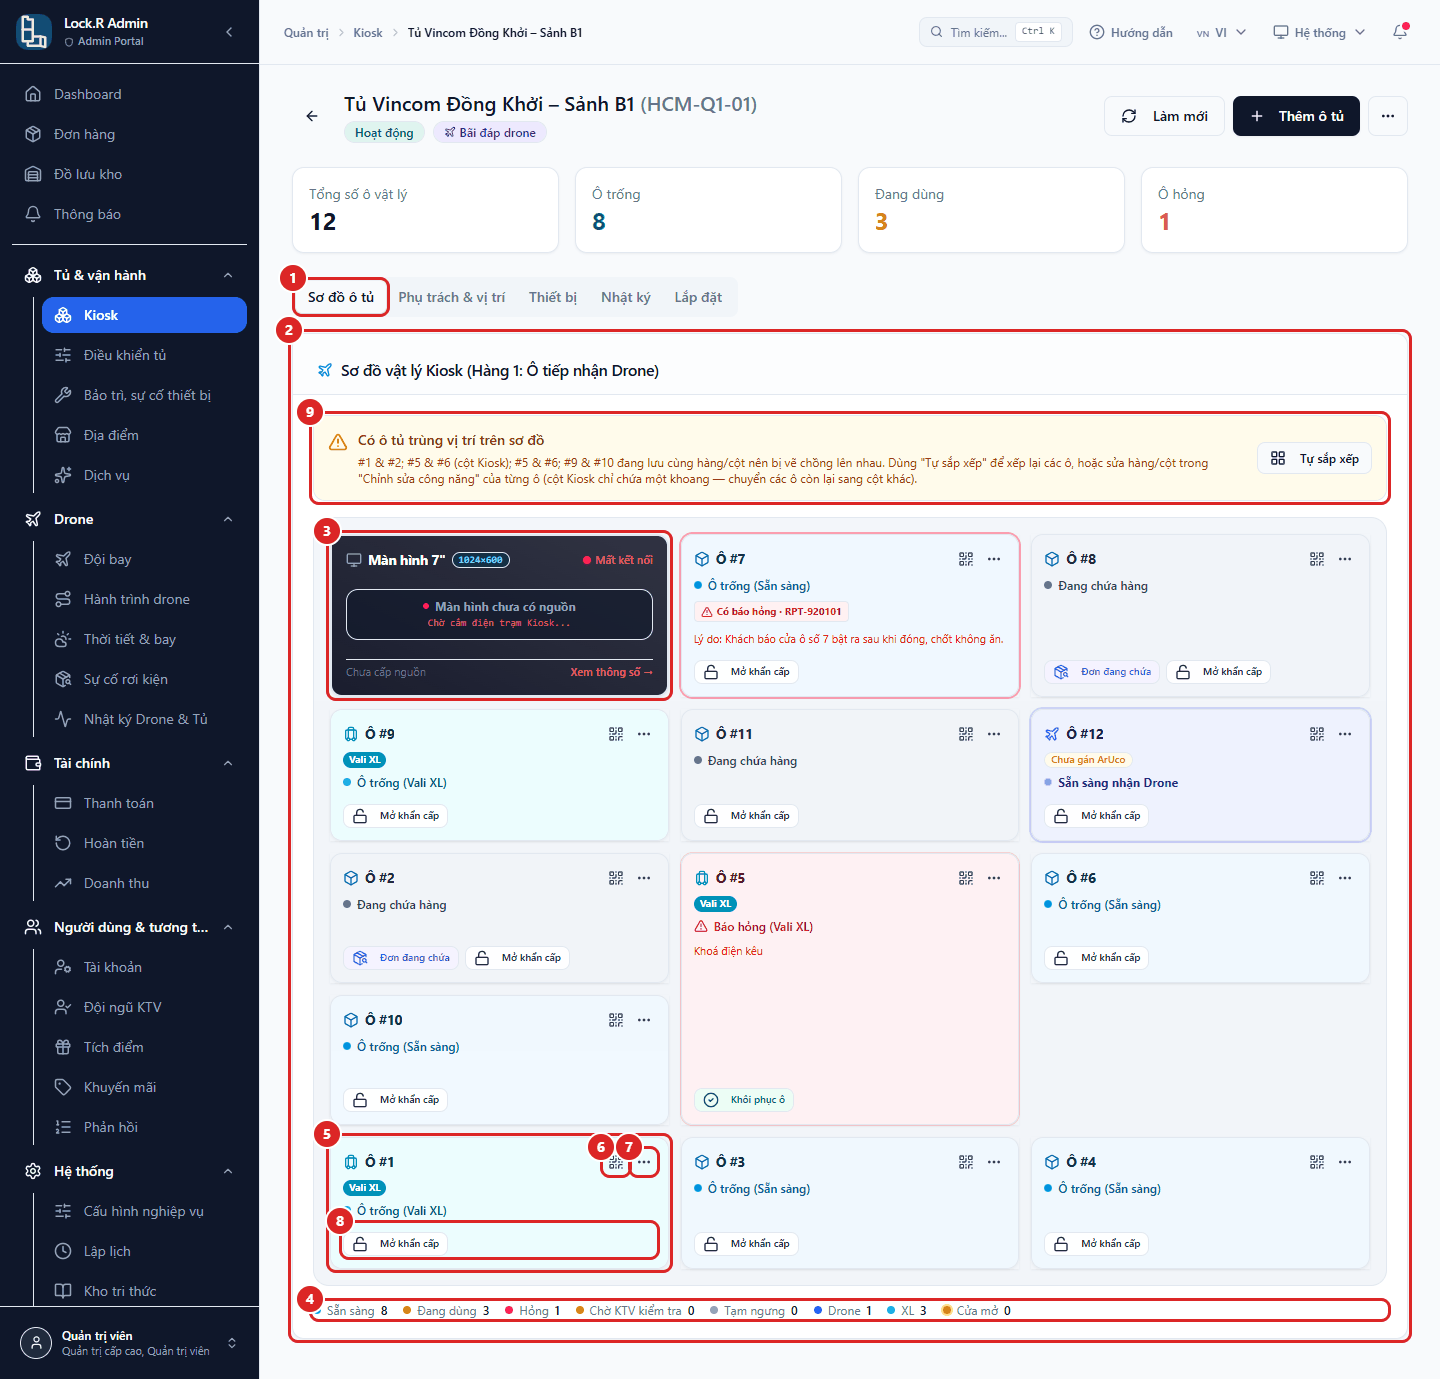 Lock.R Admin
Admin Portal
Dashboard
Đơn hàng
Đồ lưu kho
Thông báo
Tủ & vận hành
Kiosk
Điều khiển tủ
Bảo trì, sự cố thiết bị
Địa điểm
Dịch vụ
Drone
Đội bay
Hành trình drone
Thời tiết & bay
Sự cố rơi kiện
Nhật ký Drone & Tủ
Tài chính
Thanh toán
Hoàn tiền
Doanh thu
Người dùng & tương t...
Tài khoản
Đội ngũ KTV
Tích điểm
Khuyến mãi
Phản hồi
Hệ thống
Cấu hình nghiệp vụ
Lập lịch
Kho tri thức
Quản trị viên
Quản trị cấp cao, Quản trị viên
Quản trị > Kiosk > Tủ Vincom Đồng Khởi – Sảnh B1
Tìm kiếm... Ctrl K
Hướng dẫn
VN VI
Hệ thống
Tủ Vincom Đồng Khởi – Sảnh B1 (HCM-Q1-01)
Hoạt động Bãi đáp drone
Làm mới
Thêm ô tủ
Tổng số ô vật lý
12
Ô trống
8
Đang dùng
3
Ô hỏng
1
1
Sơ đồ ô tủ Phụ trách & vị trí Thiết bị Nhật ký Lắp đặt
2
Sơ đồ vật lý Kiosk (Hàng 1: Ô tiếp nhận Drone)
9
Có ô tủ trùng vị trí trên sơ đồ
#1 & #2; #5 & #6 (cột Kiosk); #5 & #6; #9 & #10 đang lưu cùng hàng/cột nên bị vẽ chồng lên nhau. Dùng "Tự sắp xếp" để xếp lại các ô, hoặc sửa hàng/cột trong
"Chỉnh sửa công năng" của từng ô (cột Kiosk chỉ chứa một khoang — chuyển các ô còn lại sang cột khác).
Tự sắp xếp
3
Màn hình 7" 1024×600 Mất kết nối
Màn hình chưa có nguồn
Chờ cắm điện trạm Kiosk...
Chưa cấp nguồn Xem thông số →
Ô #7
Ô trống (Sẵn sàng)
Có báo hỏng · RPT-920101
Lý do: Khách báo cửa ô số 7 bật ra sau khi đóng, chốt không ăn.
Mở khẩn cấp
Ô #8
Đang chứa hàng
Đơn đang chứa Mở khẩn cấp
Ô #9
Vali XL
Ô trống (Vali XL)
Mở khẩn cấp
Ô #11
Đang chứa hàng
Mở khẩn cấp
Ô #12
Chưa gán ArUco
Sẵn sàng nhận Drone
Mở khẩn cấp
Ô #2
Đang chứa hàng
Đơn đang chứa Mở khẩn cấp
Ô #5
Vali XL
Báo hỏng (Vali XL)
Khoá điện kêu
Khôi phục ô
Ô #6
Ô trống (Sẵn sàng)
Mở khẩn cấp
Ô #10
Ô trống (Sẵn sàng)
Mở khẩn cấp
5
6
7
Ô #1
Vali XL
Ô trống (Vali XL)
8
Mở khẩn cấp
Ô #3
Ô trống (Sẵn sàng)
Mở khẩn cấp
Ô #4
Ô trống (Sẵn sàng)
Mở khẩn cấp
4
Sẵn sàng 8 Đang dùng 3 Hỏng 1 Chờ KTV kiểm tra 0 Tạm ngưng 0 Drone 1 XL 3 Cửa mở 0